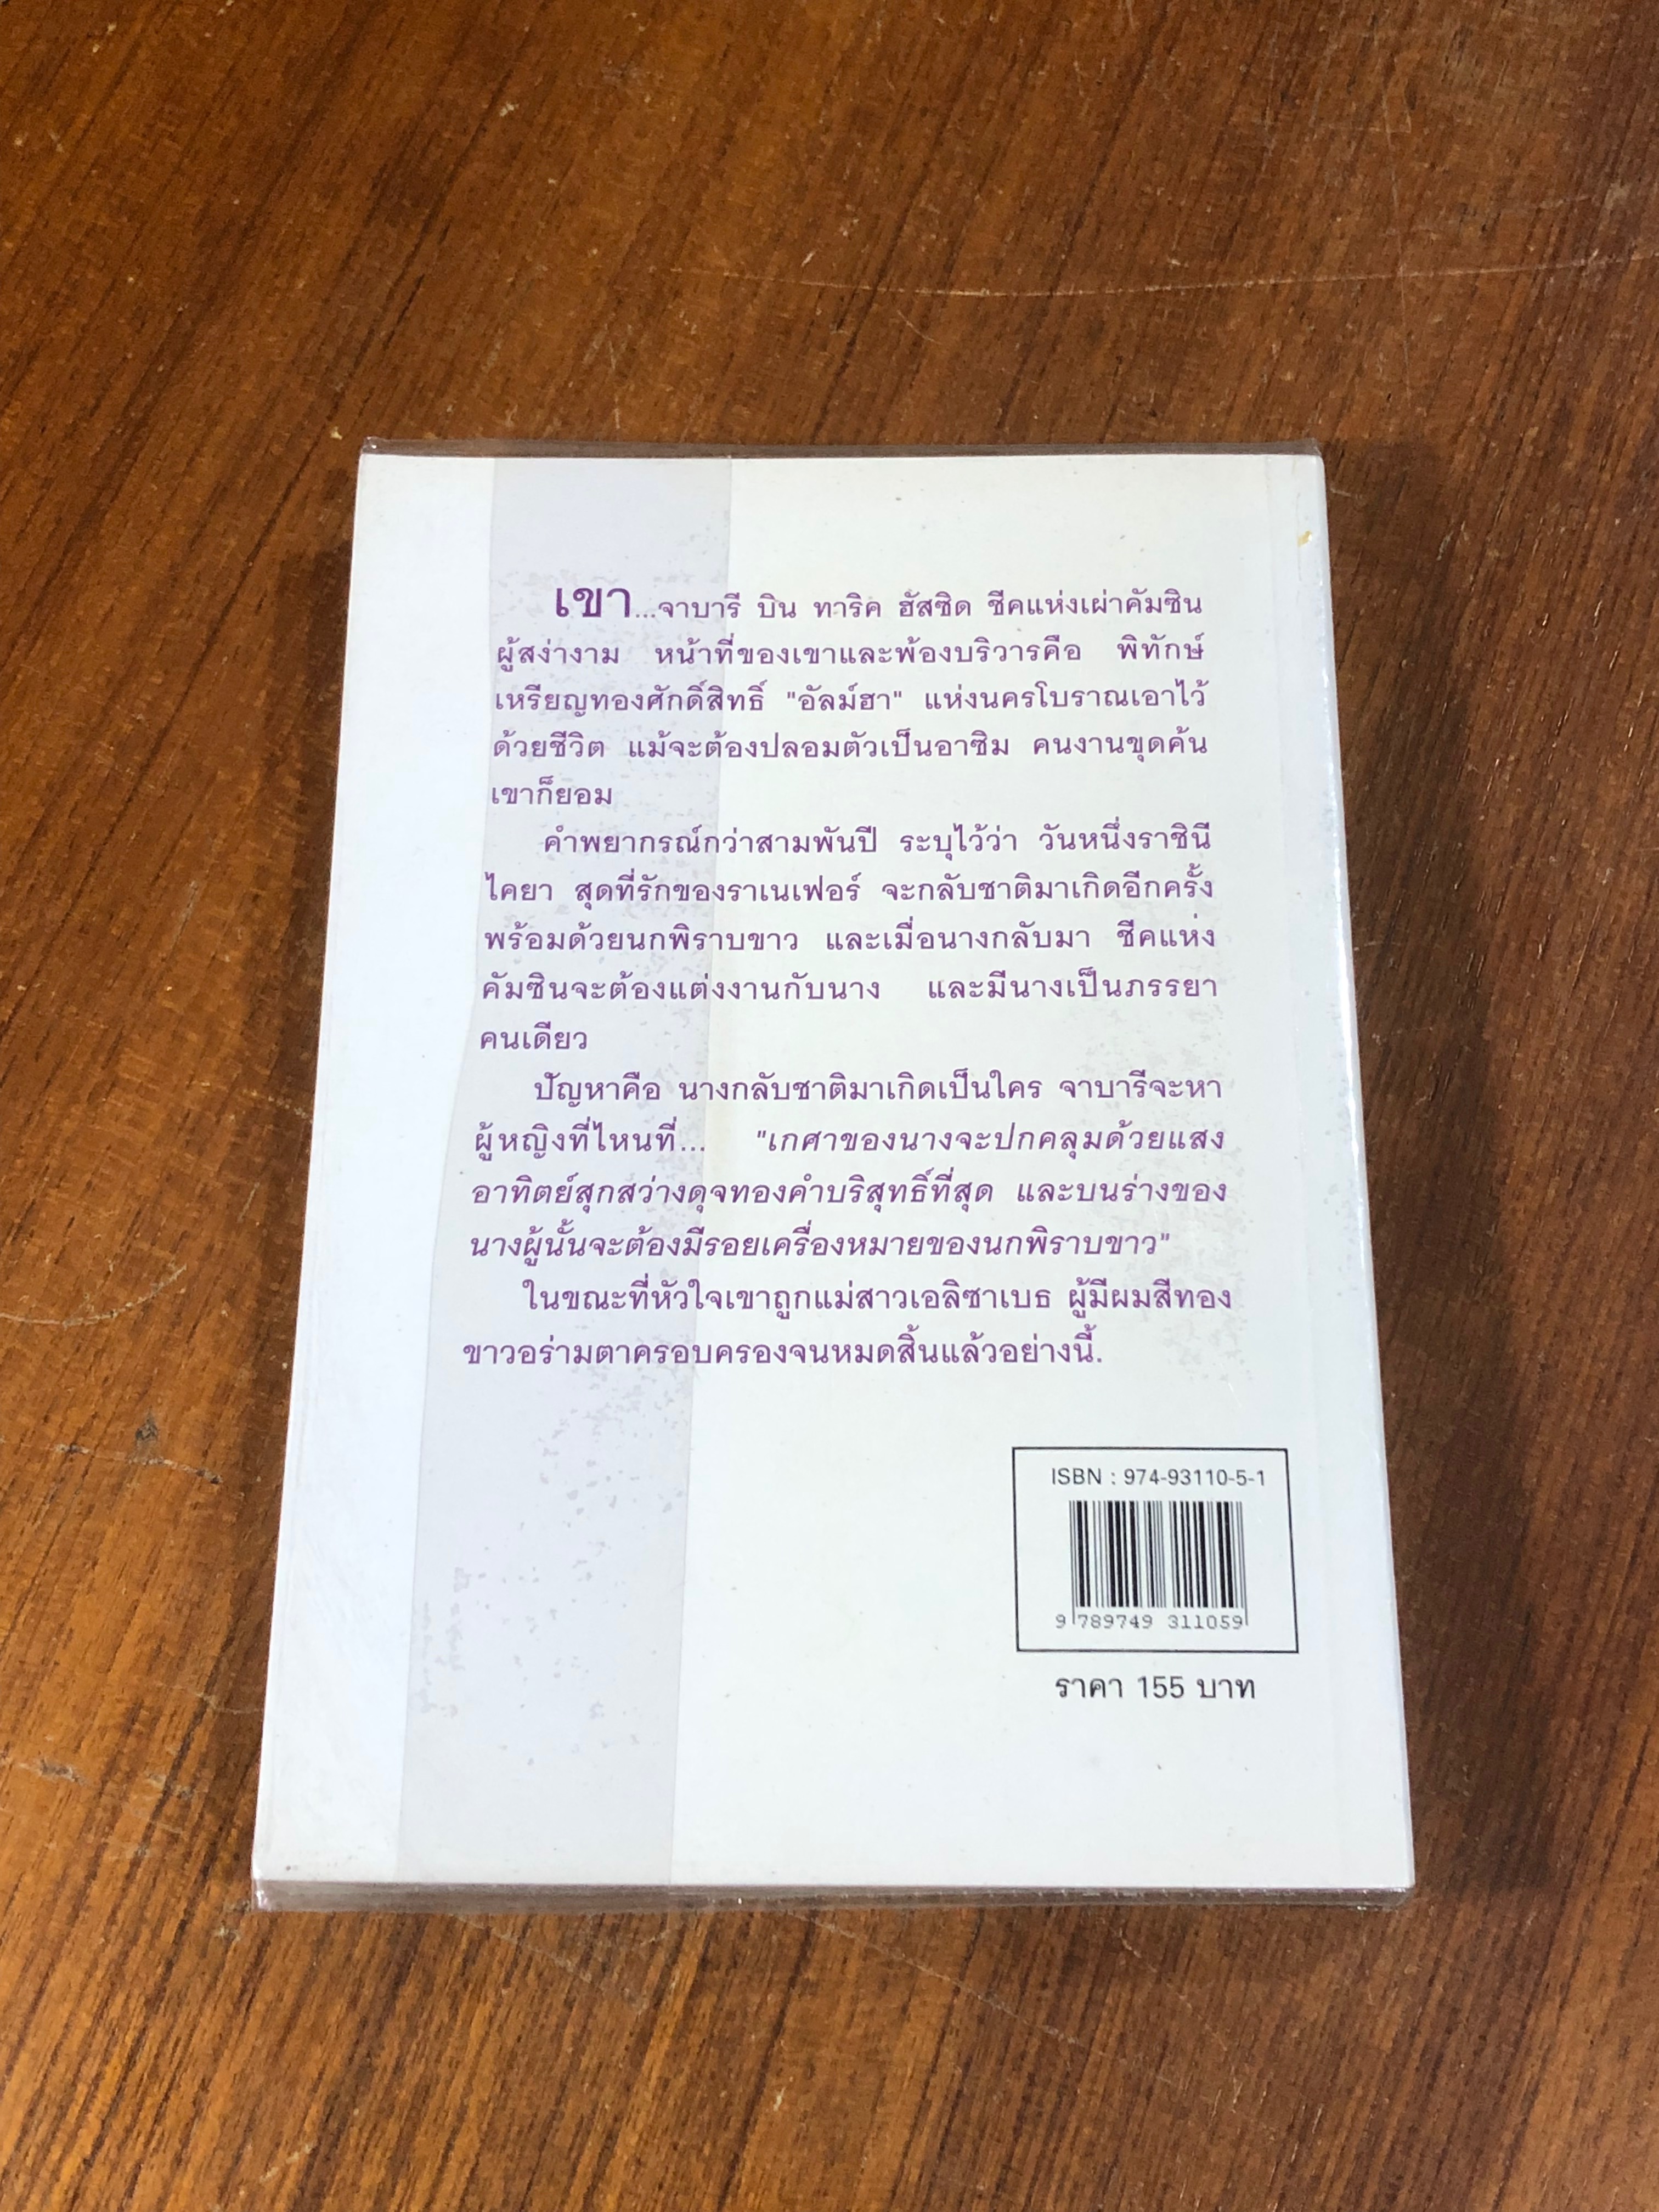 เขา...จาบารี บิน ทาริค ฮัสซิด ชีคแห่งเผ่าคัมซิน
ผู้สง่างาม หน้าที่ของเขาและพ้องบริวารคือ พิทักษ์
เหรียญทองศักดิ์สิทธิ์ "อัลม์ฮา" แห่งนครโบราณเอาไว้
ด้วยชีวิต แม้จะต้องปลอมตัวเป็นอาซิม คนงานขุดค้น
เขาก็ยอม
คำพยากรณ์กว่าสามพันปี ระบุไว้ว่า วันหนึ่งราชินี
ไคยา สุดที่รักของราเนเฟอร์ จะกลับชาติมาเกิดอีกครั้ง
พร้อมด้วยนกพิราบขาว และเมื่อนางกลับมา ชีคแห่ง
คัมซินจะต้องแต่งงานกับนาง และมีนางเป็นภรรยา
คนเดียว
ปัญหาคือ นางกลับชาติมาเกิดเป็นใคร จาบารีจะหา
ผู้หญิงที่ไหนที่... "เกศาของนางจะปกคลุมด้วยแสง
อาทิตย์สุกสว่างดุจทองคำบริสุทธิ์ที่สุด และบนร่างของ
นางผู้นั้นจะต้องมีรอยเครื่องหมายของนกพิราบขาว"
ในขณะที่หัวใจเขาถูกแม่สาวเอลิซาเบธ ผู้มีผมสีทอง
ขาวอร่ามตาครอบครองจนหมดสิ้นแล้วอย่างนี้.
ISBN : 974-93110-5-1
9 789749 311059
ราคา 155 บาท